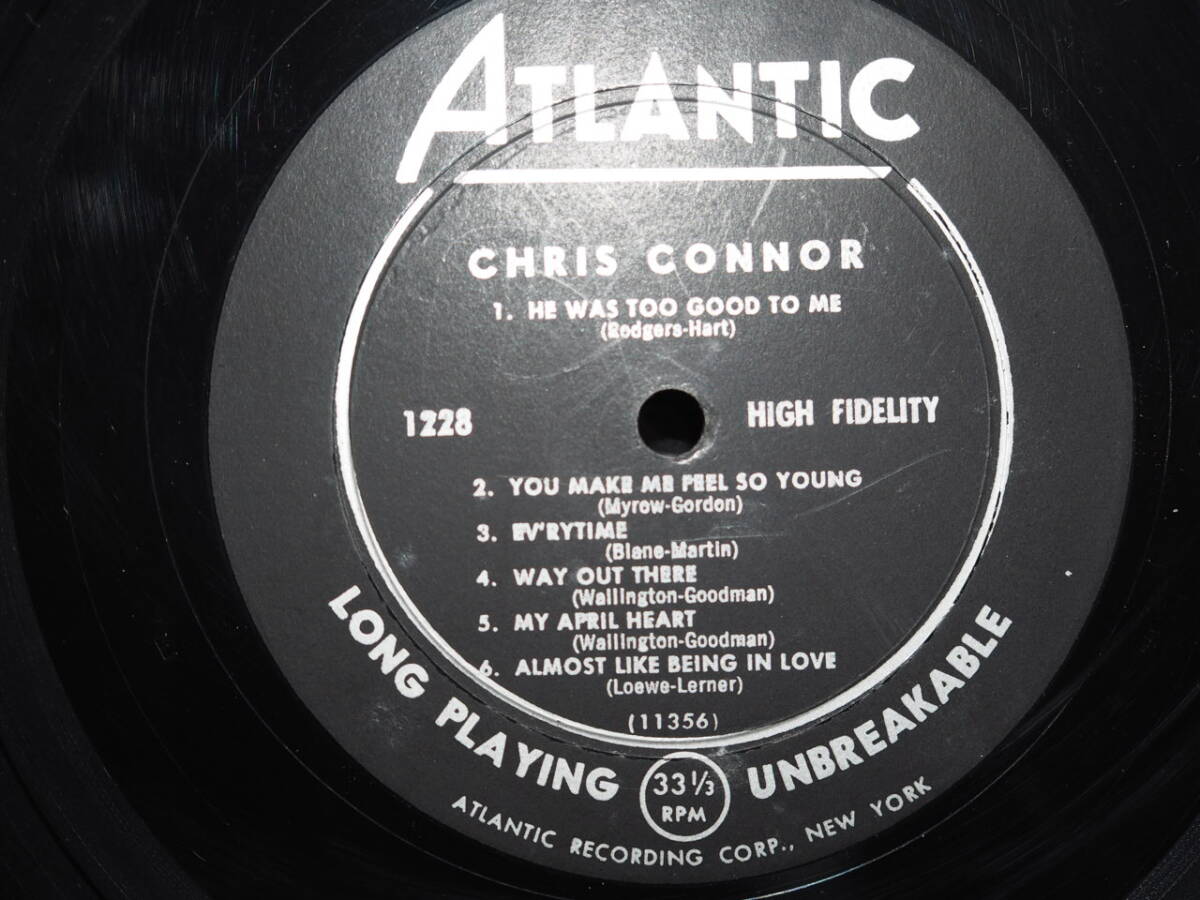 ATLANTIC
CHRIS CONNOR
1. HE WAS TOO GOOD TO ME
(Rodgers-Hart)
1228
HIGH FIDELITY
2. YOU MAKE ME FEEL SO YOUNG
(Myrow-Gordon)
3. EV'RYTIME
(Blane-Martin)
4. WAY OUT THERE
(Wallington-Goodman)
5. MY APRIL HEART
(Wallington-Goodman)
6. ALMOST LIKE BEING IN LOVE
(Loewe-Lerner)
(11356)
LONG PLAYING
33 1/3
RPM
UNBREAKABLE
ATLANTIC RECORDING CORP., NEW YORK